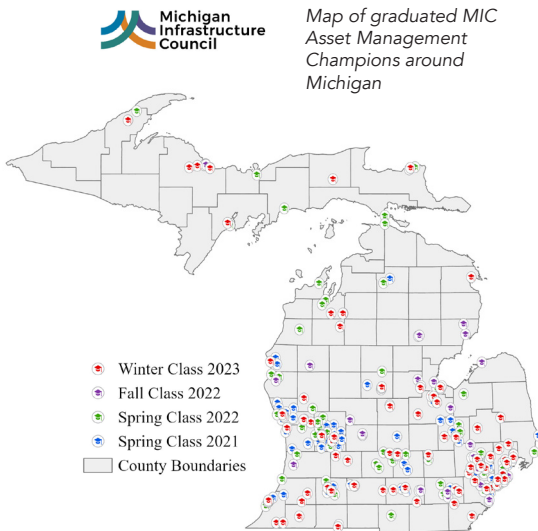 Michigan
Infrastructure
Council
Map of graduated MIC
Asset Management
Champions around
Michigan
Winter Class 2023
Fall Class 2022
Spring Class 2022
Spring Class 2021
County Boundaries